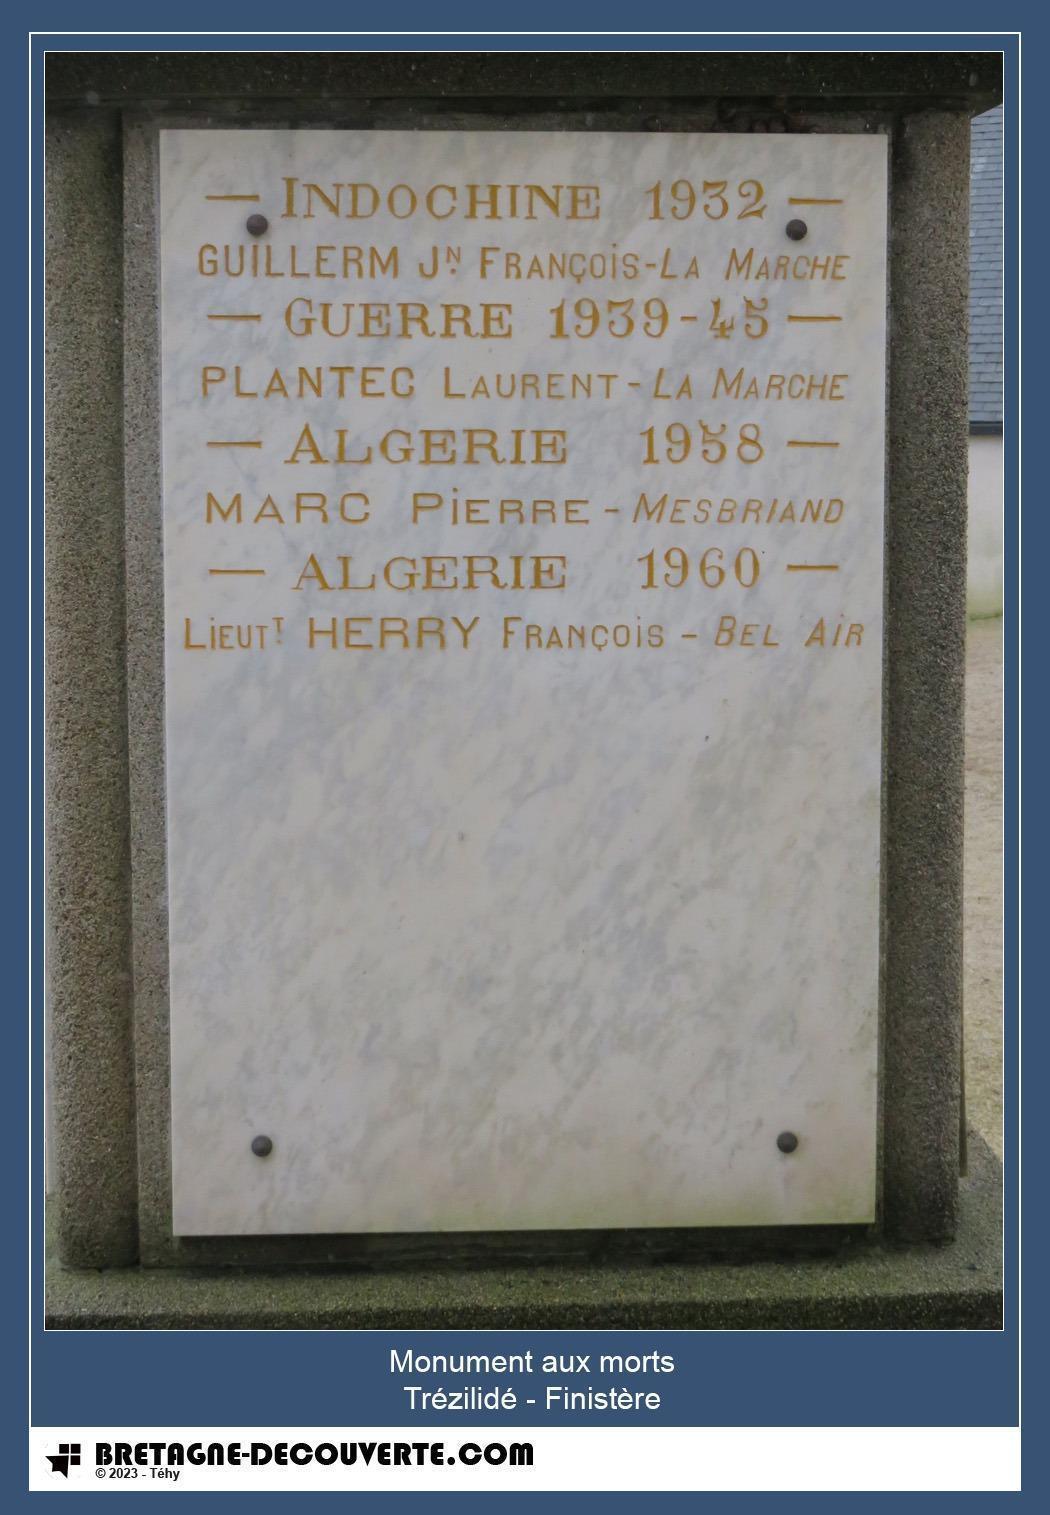 — INDOCHINE 1932 —
GUILLERM JN. FRANÇOiS-LA MARCHE
— GUERRE 1939-45 —
PLANTEC LAURENT-LA MARCHE
— ALGERIE 1958 —
MARC PiERRE-MESBRIAND
— ALGERIE 1960 —
LiEUTT. HERRY FRANÇOiS - BEL AiR
Monument aux morts
Trézilidé - Finistère
BRETAGNE-DECOUVERTE.COM
© 2023 - Téhy